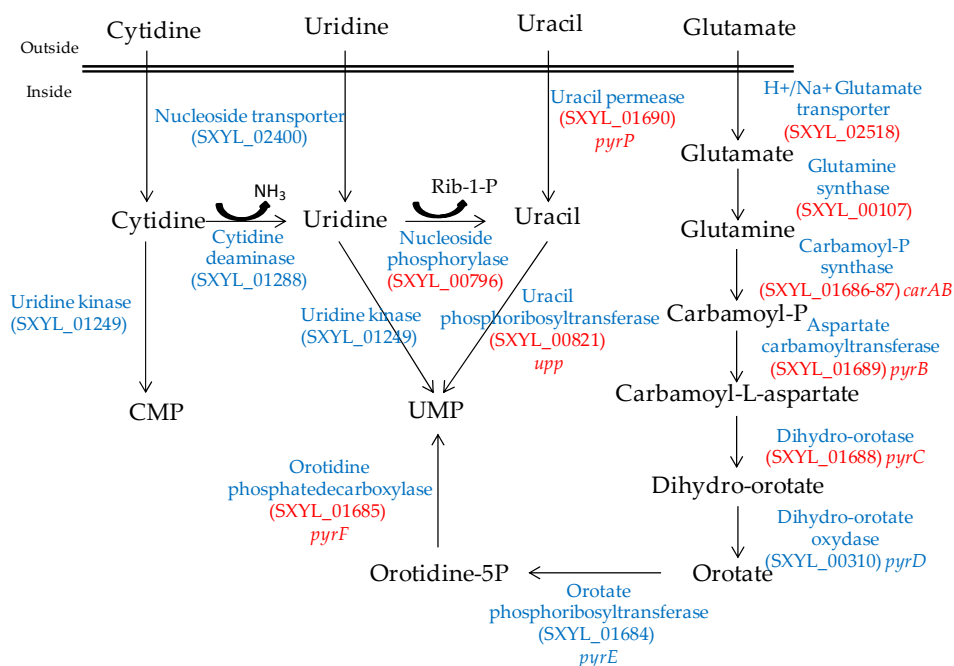 Cytidine
Uridine
Uracil
Glutamate
Outside
Inside
Nucleoside transporter
(SXYL_02400)
Uracil permease
(SXYL_01690)
pyrP
H+/Na+ Glutamate
transporter
(SXYL_02518)
Glutamate
Glutamine
synthase
(SXYL_00107)
NH3
Rib-1-P
Cytidine
Uridine
Uracil
Glutamine
Cytidine
deaminase
(SXYL_01288)
Nucleoside
phosphorylase
(SXYL_00796)
Carbamoyl-P
synthase
(SXYL_01686-87) carAB
Carbamoyl-P
Uridine kinase
(SXYL_01249)
Uridine kinase
(SXYL_01249)
Uracil
phosphoribosyltransferase
(SXYL_00821)
upp
Aspartate
carbamoyltransferase
(SXYL_01689) pyrB
Carbamoyl-L-aspartate
CMP
UMP
Dihydro-orotase
(SXYL_01688) pyrC
Dihydro-orotate
Orotidine
phosphatedecarboxylase
(SXYL_01685)
pyrF
Dihydro-orotate
oxydase
(SXYL_00310) pyrD
Orotidine-5P
Orotate
Orotate
phosphoribosyltransferase
(SXYL_01684)
pyrE